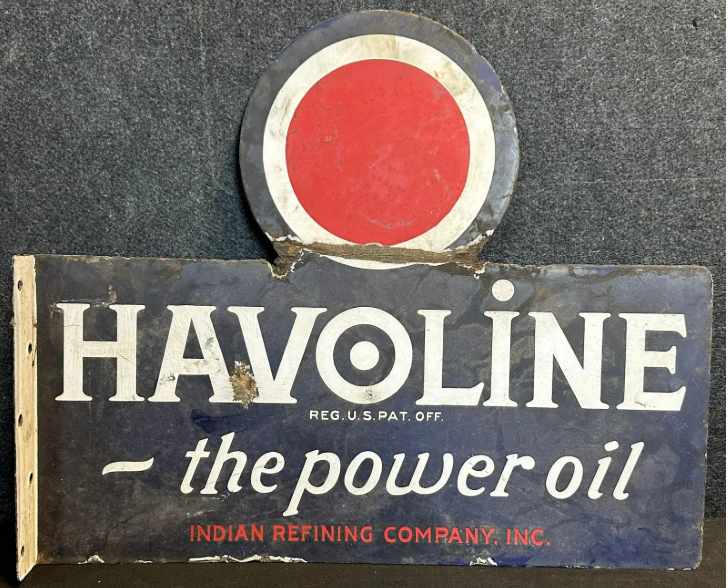 HAVOLiNE
REG. U.S. PAT. OFF.
~ the power oil
INDIAN REFINING COMPANY, INC.